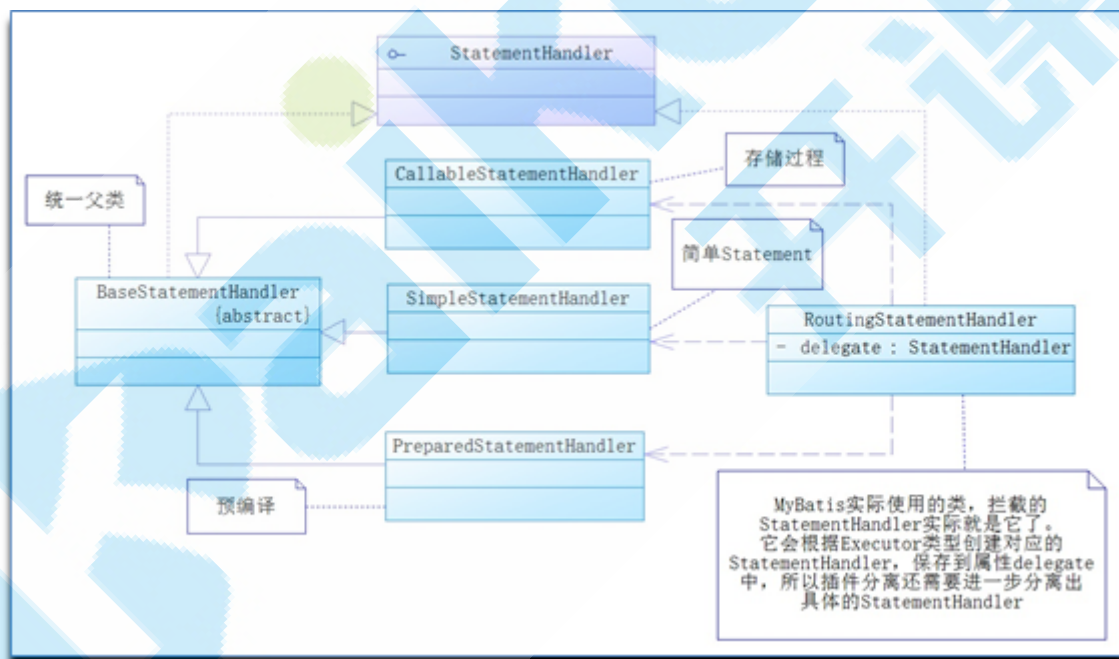 StatementHandler
CallableStatementHandler
存储过程
统一父类
简单Statement
BaseStatementHandler
{abstract}
SimpleStatementHandler
RoutingStatementHandler
- delegate : StatementHandler
PreparedStatementHandler
预编译
MyBatis实际使用的类，拦截的
StatementHandler实际就是它了。
它会根据Executor类型创建对应的
StatementHandler，保存到属性delegate
中，所以插件分离还需要进一步分离出
具体的StatementHandler